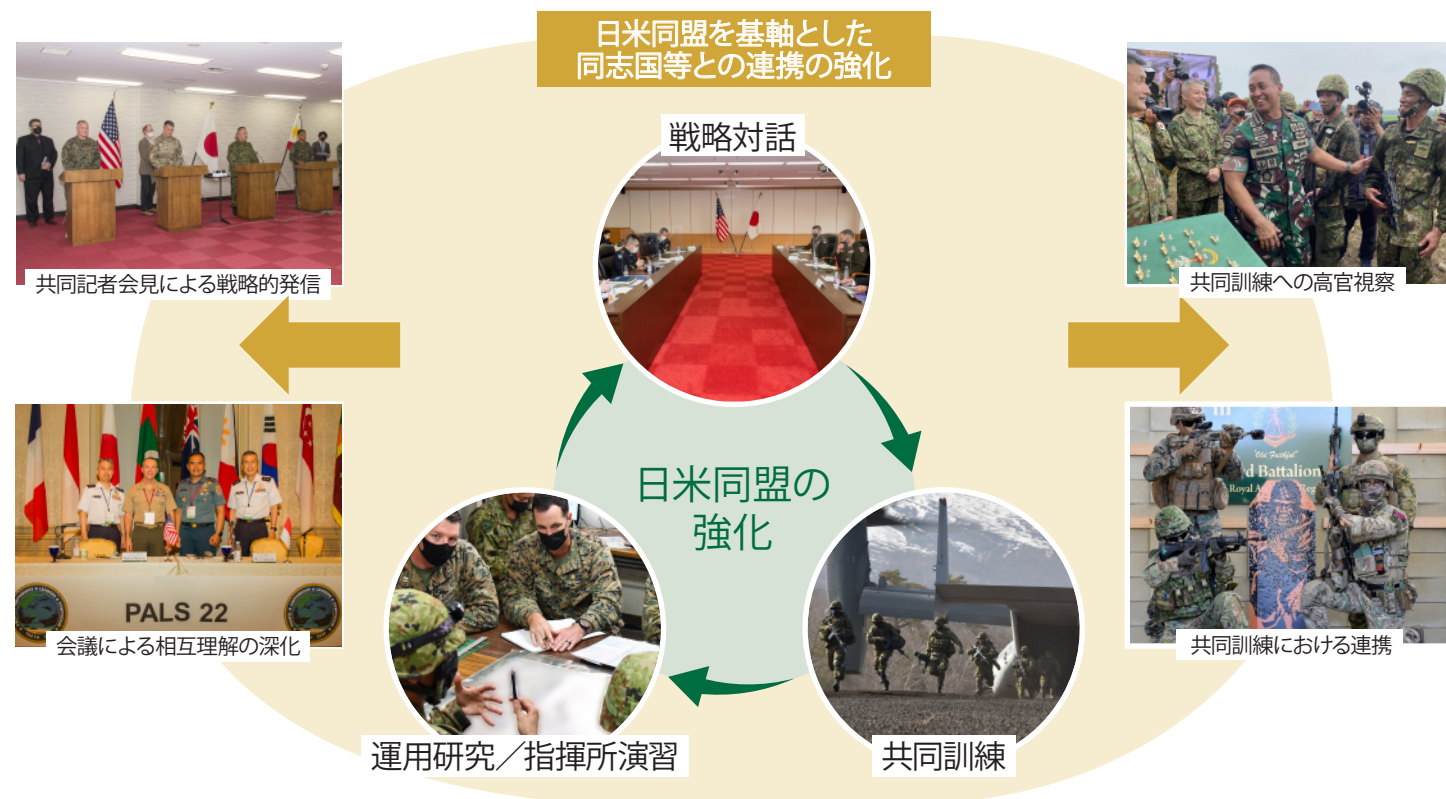 日米同盟を基軸とした
同志国等との連携の強化
戦略対話
共同記者会見による戦略的発信
共同訓練への高官視察
日米同盟の
強化
"Old Faithful"
d Battalion
PALS 22
会議による相互理解の深化
共同訓練における連携
運用研究／指揮所演習
共同訓練